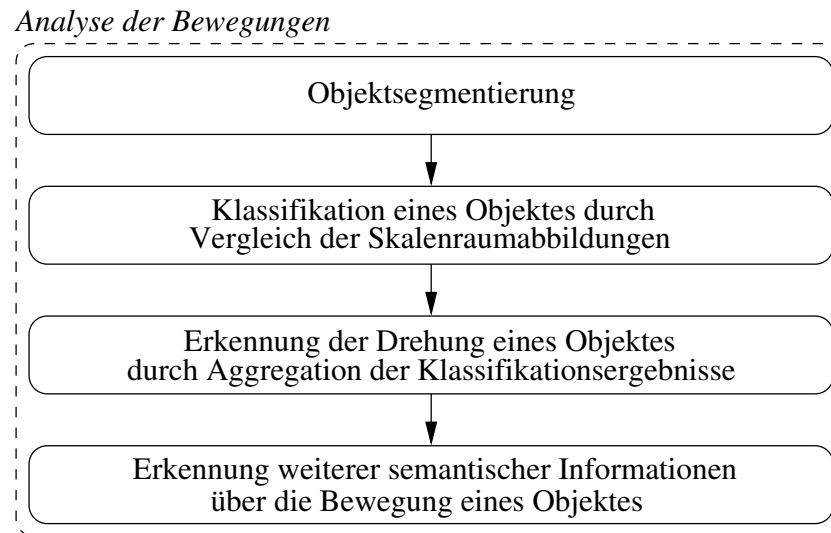 Analyse der Bewegungen
Objektsegmentierung
Klassifikation eines Objektes durch
Vergleich der Skalenraumabbildungen
Erkennung der Drehung eines Objektes
durch Aggregation der Klassifikationsergebnisse
Erkennung weiterer semantischer Informationen
über die Bewegung eines Objektes